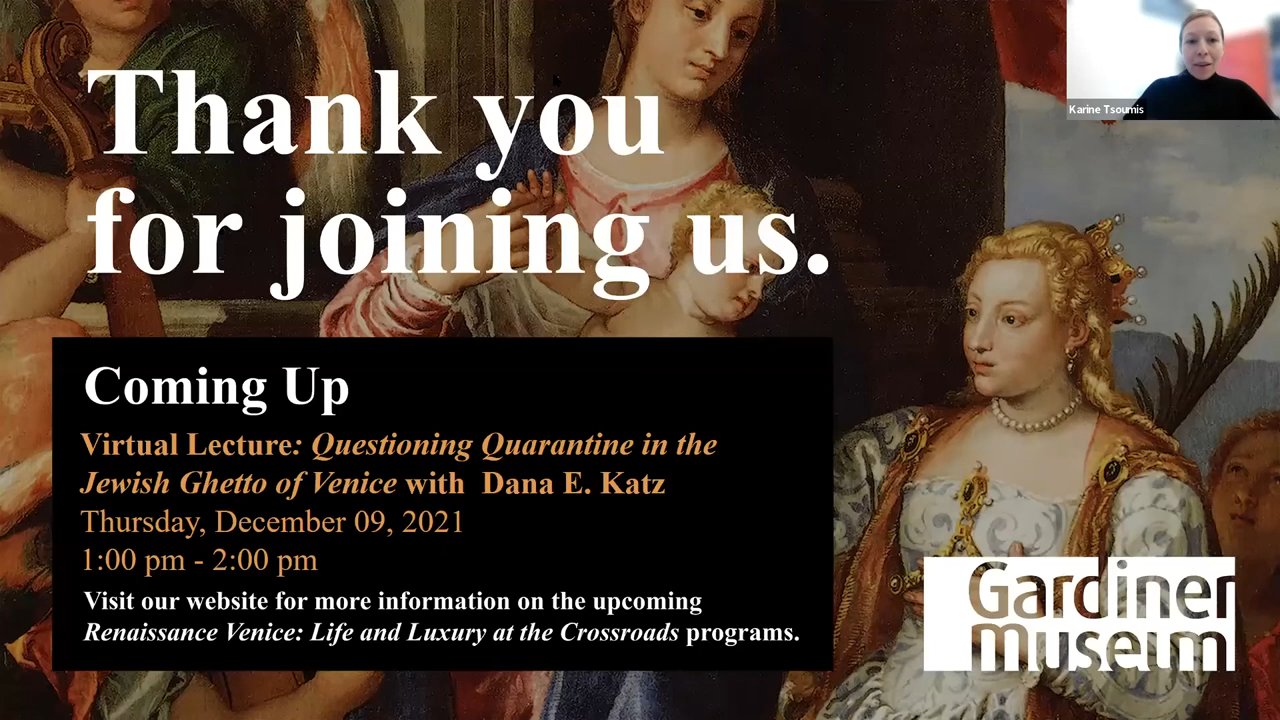 Thank you
for joining us.
Karine Tsoumis
Coming Up
Virtual Lecture: Questioning Quarantine in the
Jewish Ghetto of Venice with Dana E. Katz
Thursday, December 09, 2021
1:00 pm - 2:00 pm
Visit our website for more information on the upcoming
Renaissance Venice: Life and Luxury at the Crossroads programs.
Gardiner
museum